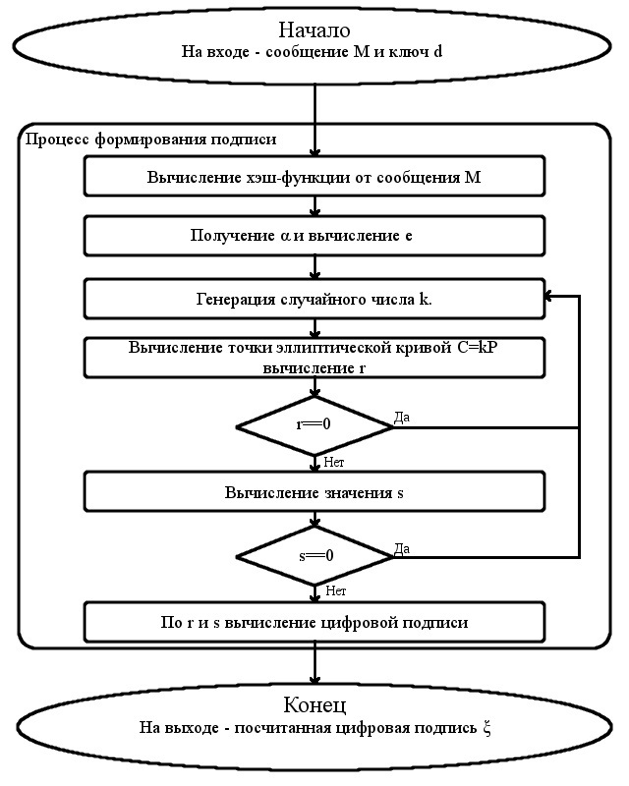 Начало
На входе - сообщение М и ключ d
Процесс формирования подписи
Вычисление хэш-функции от сообщения М
Получение α и вычисление e
Генерация случайного числа k.
Вычисление точки эллиптической кривой C=kP
вычисление r
r==0
Да
Нет
Вычисление значения s
s==0
Да
Нет
По r и s вычисление цифровой подписи
Конец
На выходе - посчитанная цифровая подпись ξ